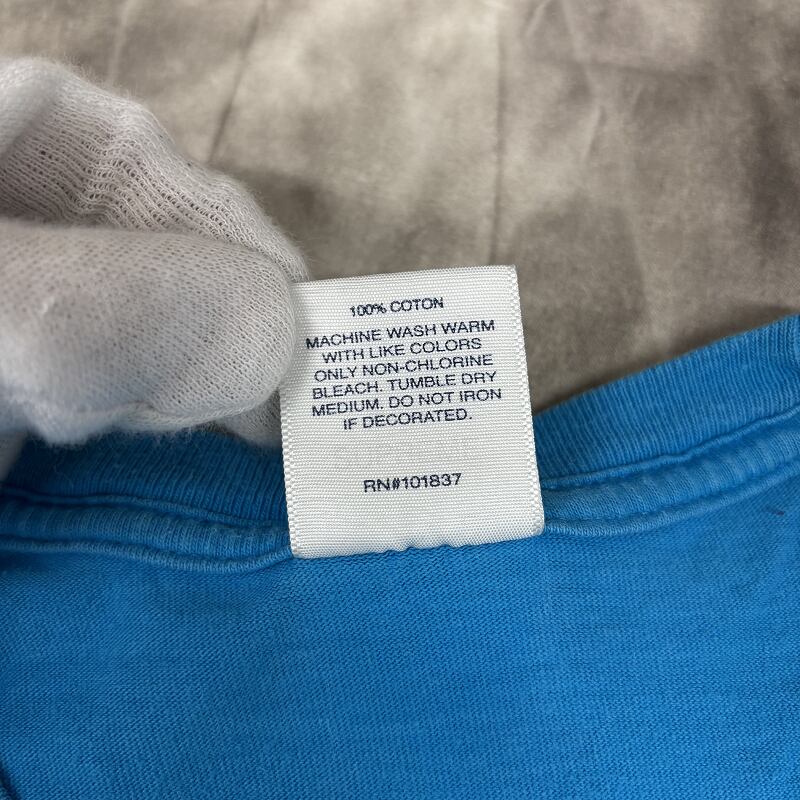 100% COTON
MACHINE WASH WARM
WITH LIKE COLORS
ONLY NON-CHLORINE
BLEACH. TUMBLE DRY
MEDIUM. DO NOT IRON
IF DECORATED.
RN#101837